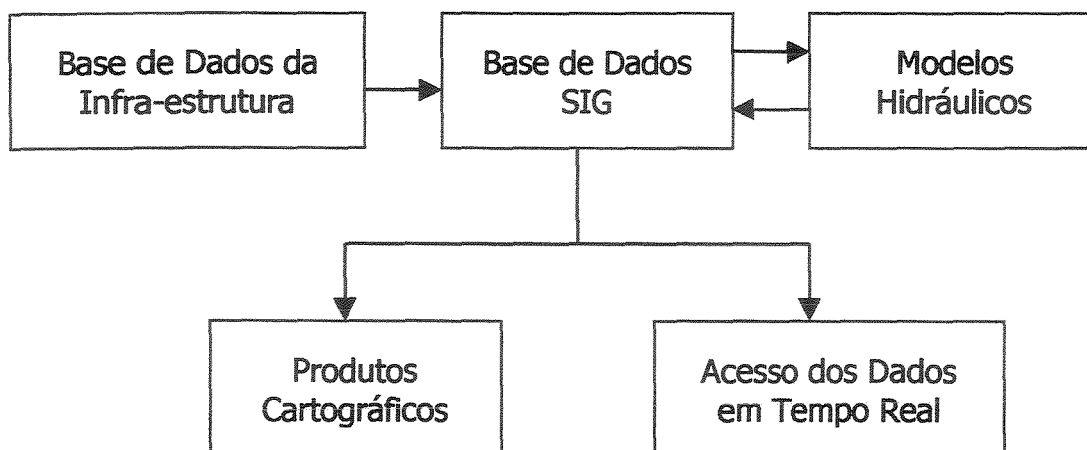 Base de Dados da
Infra-estrutura
Base de Dados
SIG
Modelos
Hidráulicos
Produtos
Cartográficos
Acesso dos Dados
em Tempo Real